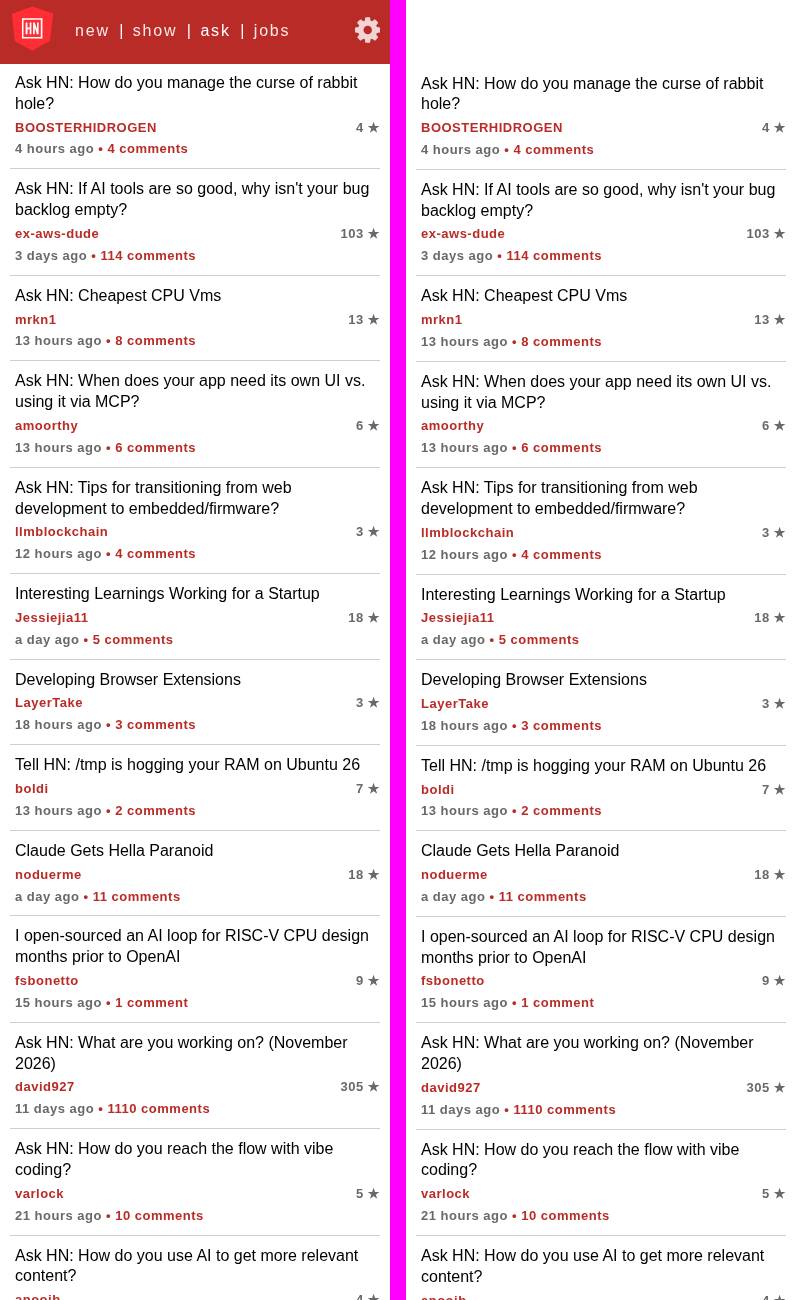 HN new | show | ask | jobs
Ask HN: How do you manage the curse of rabbit
hole?
BOOSTERHIDROGEN 4 ★
4 hours ago • 4 comments
Ask HN: If AI tools are so good, why isn't your bug
backlog empty?
ex-aws-dude 103 ★
3 days ago • 114 comments
Ask HN: Cheapest CPU Vms
mrkn1 13 ★
13 hours ago • 8 comments
Ask HN: When does your app need its own UI vs.
using it via MCP?
amoorthy 6 ★
13 hours ago • 6 comments
Ask HN: Tips for transitioning from web
development to embedded/firmware?
llmblockchain 3 ★
12 hours ago • 4 comments
Interesting Learnings Working for a Startup
Jessiejia11 18 ★
a day ago • 5 comments
Developing Browser Extensions
LayerTake 3 ★
18 hours ago • 3 comments
Tell HN: /tmp is hogging your RAM on Ubuntu 26
boldi 7 ★
13 hours ago • 2 comments
Claude Gets Hella Paranoid
noduerme 18 ★
a day ago • 11 comments
I open-sourced an AI loop for RISC-V CPU design
months prior to OpenAI
fsbonetto 9 ★
15 hours ago • 1 comment
Ask HN: What are you working on? (November
2026)
david927 305 ★
11 days ago • 1110 comments
Ask HN: How do you reach the flow with vibe
coding?
varlock 5 ★
21 hours ago • 10 comments
Ask HN: How do you use AI to get more relevant
content?
Ask HN: How do you manage the curse of rabbit
hole?
BOOSTERHIDROGEN 4 ★
4 hours ago • 4 comments
Ask HN: If AI tools are so good, why isn't your bug
backlog empty?
ex-aws-dude 103 ★
3 days ago • 114 comments
Ask HN: Cheapest CPU Vms
mrkn1 13 ★
13 hours ago • 8 comments
Ask HN: When does your app need its own UI vs.
using it via MCP?
amoorthy 6 ★
13 hours ago • 6 comments
Ask HN: Tips for transitioning from web
development to embedded/firmware?
llmblockchain 3 ★
12 hours ago • 4 comments
Interesting Learnings Working for a Startup
Jessiejia11 18 ★
a day ago • 5 comments
Developing Browser Extensions
LayerTake 3 ★
18 hours ago • 3 comments
Tell HN: /tmp is hogging your RAM on Ubuntu 26
boldi 7 ★
13 hours ago • 2 comments
Claude Gets Hella Paranoid
noduerme 18 ★
a day ago • 11 comments
I open-sourced an AI loop for RISC-V CPU design
months prior to OpenAI
fsbonetto 9 ★
15 hours ago • 1 comment
Ask HN: What are you working on? (November
2026)
david927 305 ★
11 days ago • 1110 comments
Ask HN: How do you reach the flow with vibe
coding?
varlock 5 ★
21 hours ago • 10 comments
Ask HN: How do you use AI to get more relevant
content?